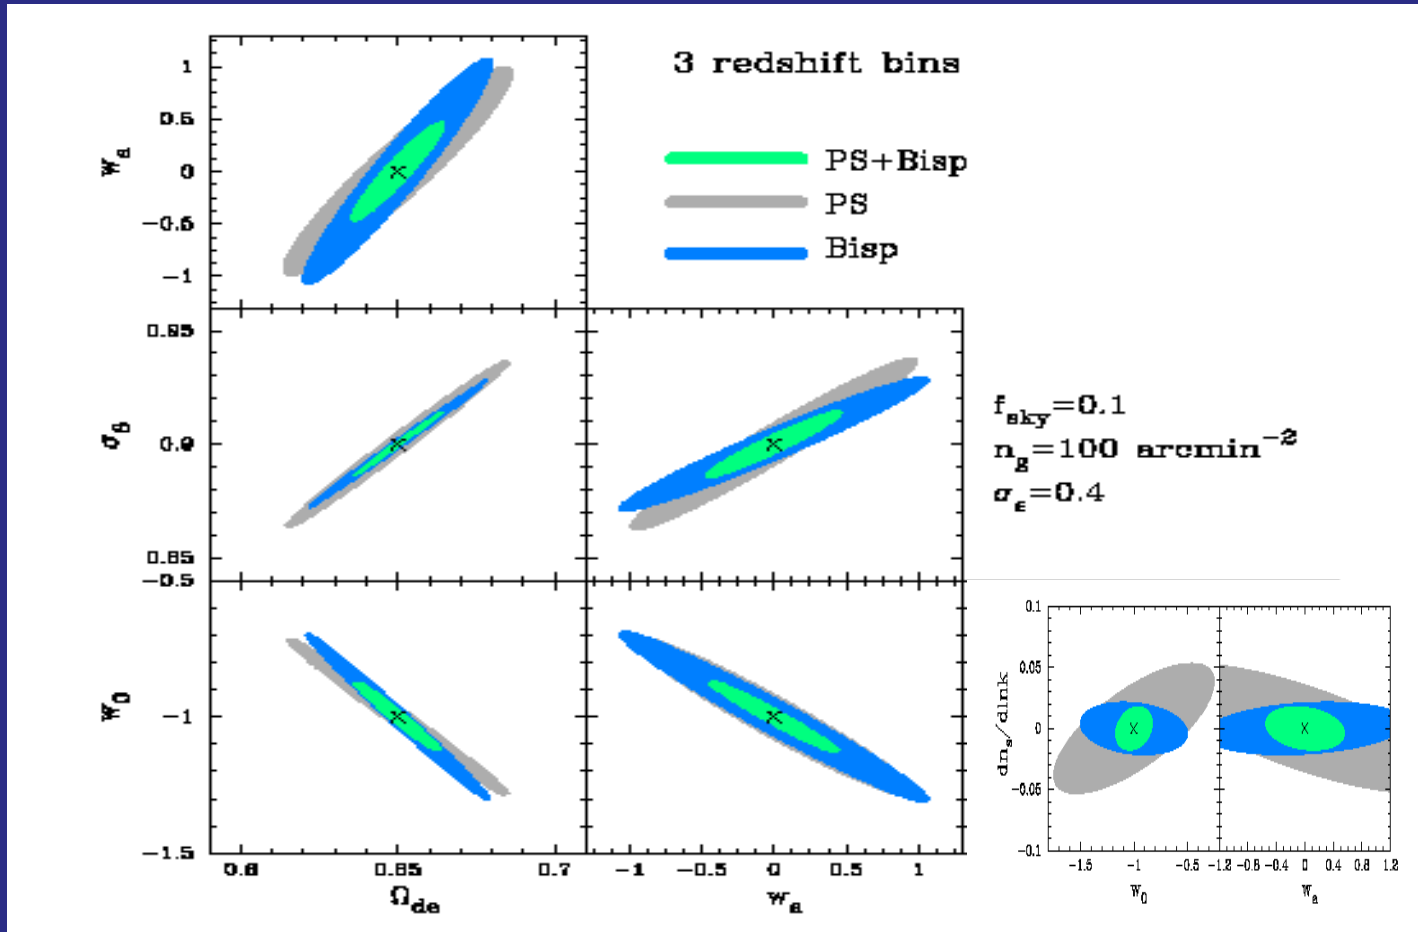 3 redshift bins
PS+Bisp
PS
Bisp
w_a
1
0.5
0
−0.5
−1
σ_8
0.95
0.9
0.85
f_sky=0.1
n_g=100 arcmin^−2
σ_ε=0.4
w_0
−0.5
−1
−1.5
0.6
0.65
0.7
Ω_de
−1
−0.5
0
0.5
1
w_a
dn_s/dlnk
0.1
0.05
0
−0.05
−0.1
−1.5
−1
−0.5
w_0
−1.2
−0.8
−0.4
0
0.4
0.8
1.2
w_a